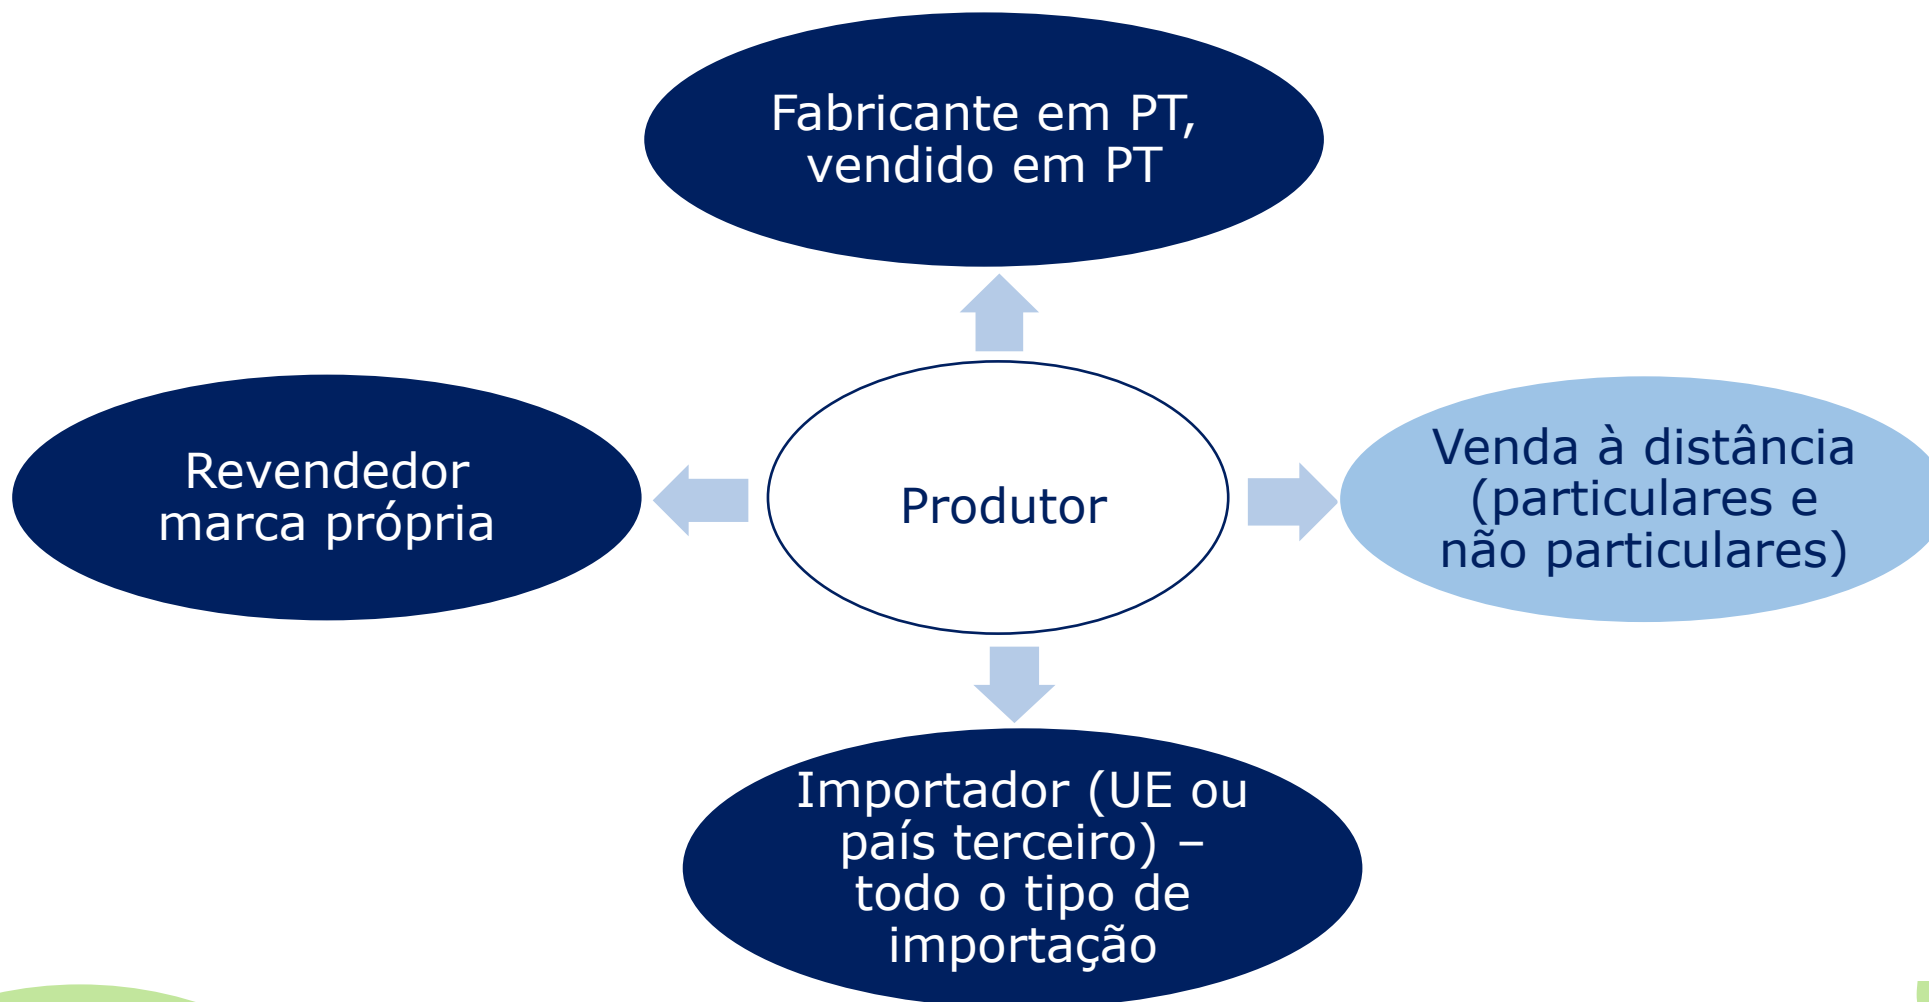 Fabricante em PT,
vendido em PT
Revendedor
marca própria
Produtor
Venda à distância
(particulares e
não particulares)
Importador (UE ou
país terceiro) –
todo o tipo de
importação